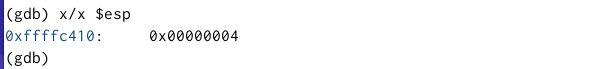 (gdb) x/x $esp
0xffffc410:     0x00000004
(gdb)